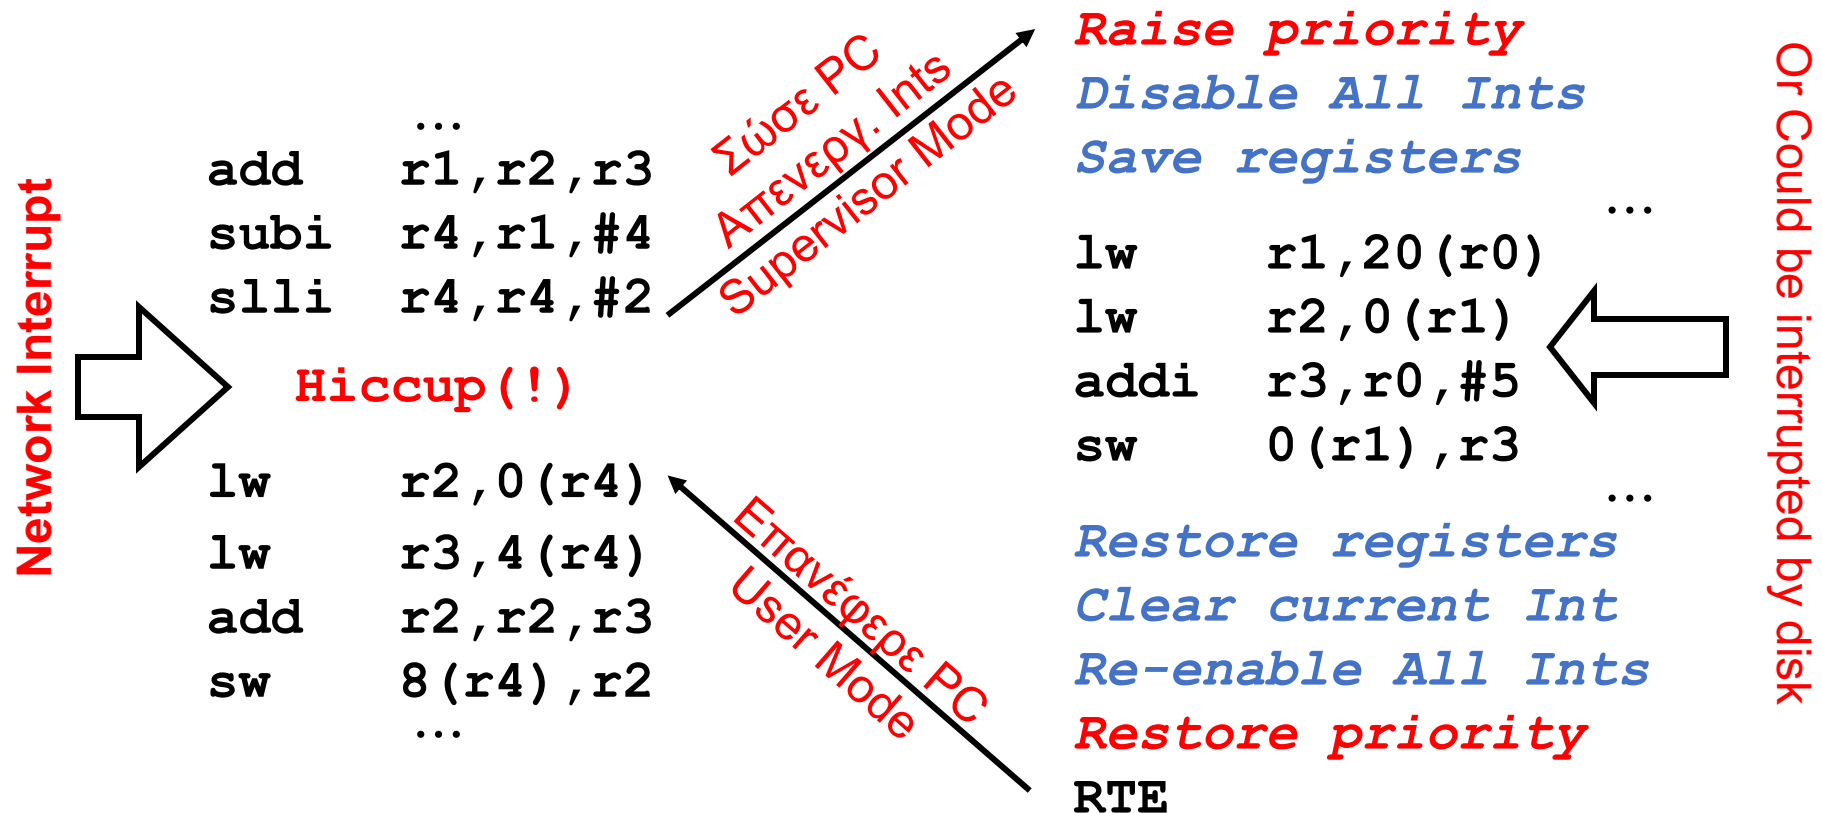 Network Interrupt
…
add r1,r2,r3
subi r4,r1,#4
slli r4,r4,#2
Hiccup(!)
lw r2,0(r4)
lw r3,4(r4)
add r2,r2,r3
sw 8(r4),r2
…
Σώσε PC
Απενεργ. Ints
Supervisor Mode
Επανέφερε PC
User Mode
Raise priority
Disable All Ints
Save registers
…
lw r1,20(r0)
lw r2,0(r1)
addi r3,r0,#5
sw 0(r1),r3
…
Restore registers
Clear current Int
Re-enable All Ints
Restore priority
RTE
Or Could be interrupted by disk